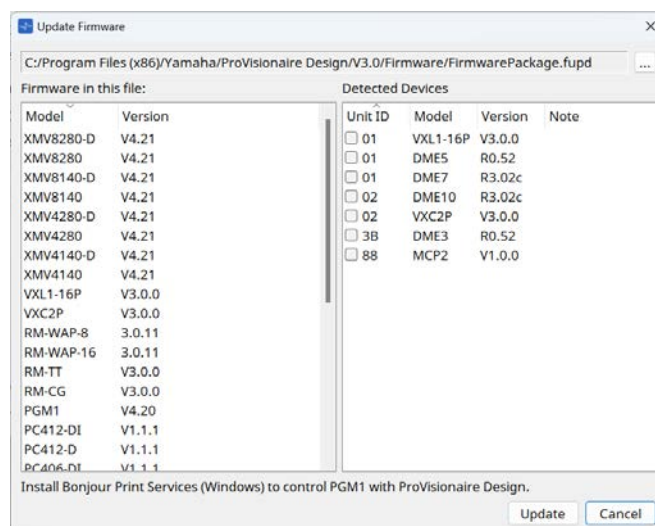 Update Firmware
C:/Program Files (x86)/Yamaha/ProVisionaire Design/V3.0/Firmware/FirmwarePackage.fupd ...
Firmware in this file: Detected Devices
Model Version Unit ID Model Version Note
XMV8280-D V4.21 01 VXL1-16P V3.0.0
XMV8280 V4.21 01 DME5 R0.52
XMV8140-D V4.21 01 DME7 R3.02c
XMV8140 V4.21 02 DME10 R3.02c
XMV4280-D V4.21 02 VXC2P V3.0.0
XMV4280 V4.21 3B DME3 R0.52
XMV4140-D V4.21 88 MCP2 V1.0.0
XMV4140 V4.21
VXL1-16P V3.0.0
VXC2P V3.0.0
RM-WAP-8 3.0.11
RM-WAP-16 3.0.11
RM-TT V3.0.0
RM-CG V3.0.0
PGM1 V4.20
PC412-DI V1.1.1
PC412-D V1.1.1
PC406-DI V1.1.1
Install Bonjour Print Services (Windows) to control PGM1 with ProVisionaire Design.
Update Cancel